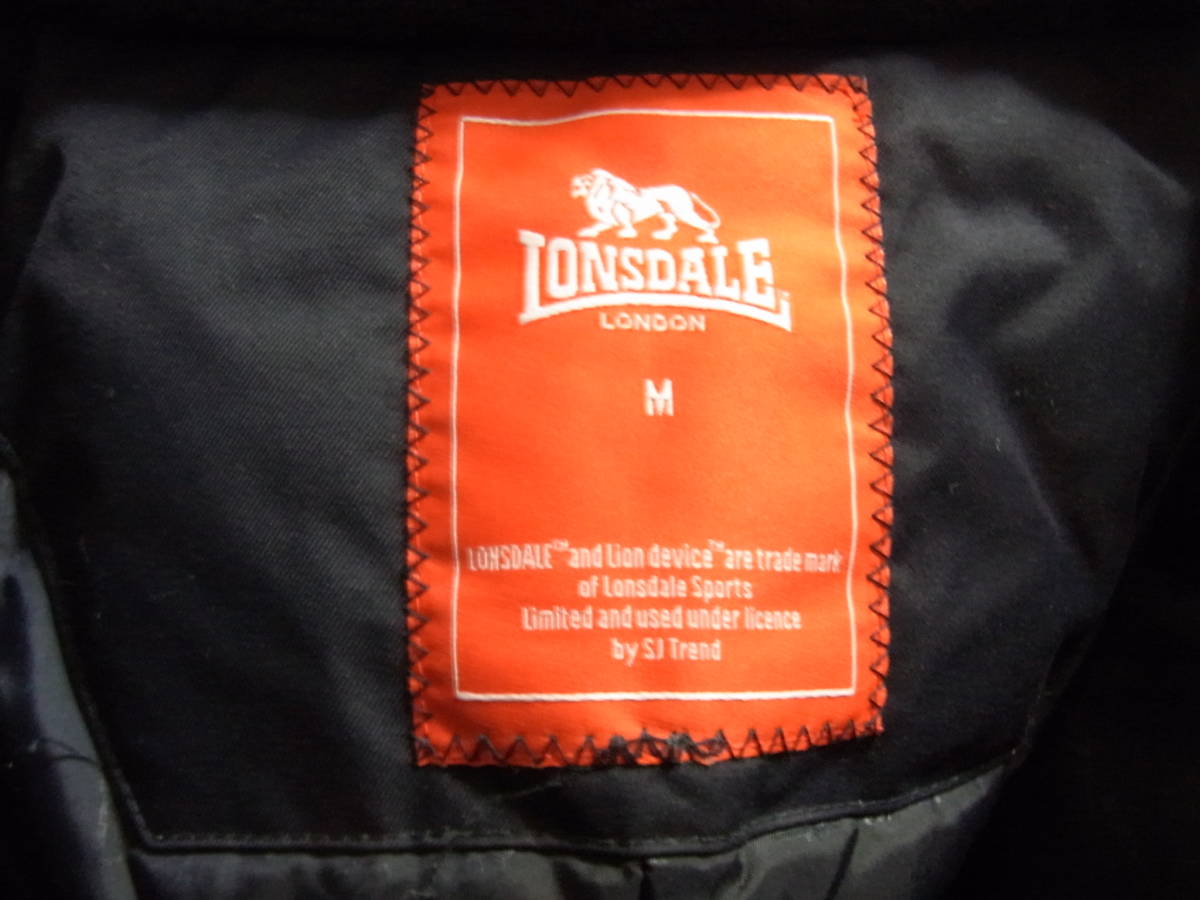 LONSDALE
LONDON
M
LONSDALE™ and Lion device™ are trade mark
of Lonsdale Sports
Limited and used under licence
by SJ Trend